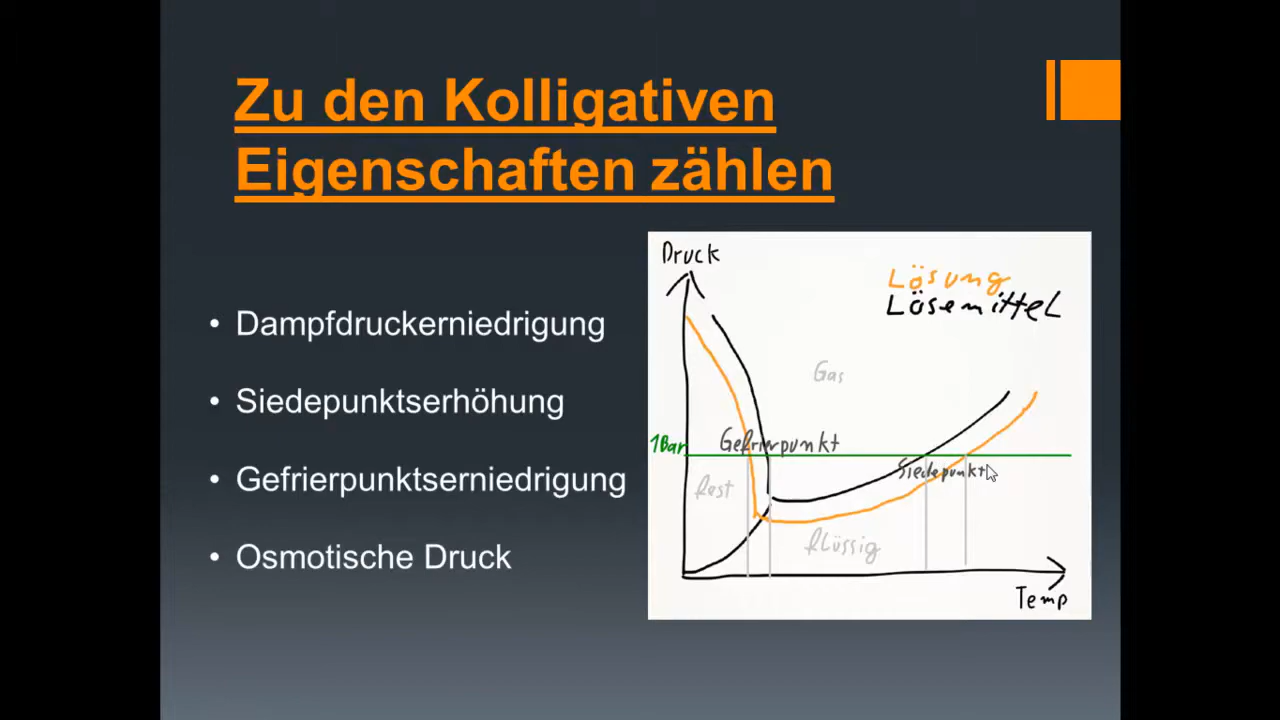 Zu den Kolligativen
Eigenschaften zählen
• Dampfdruckerniedrigung
• Siedepunktserhöhung
• Gefrierpunktserniedrigung
• Osmotische Druck
Druck
Lösung
Lösemittel
Gas
1Bar
Gefrierpunkt
Siedepunkt
fest
flüssig
Temp